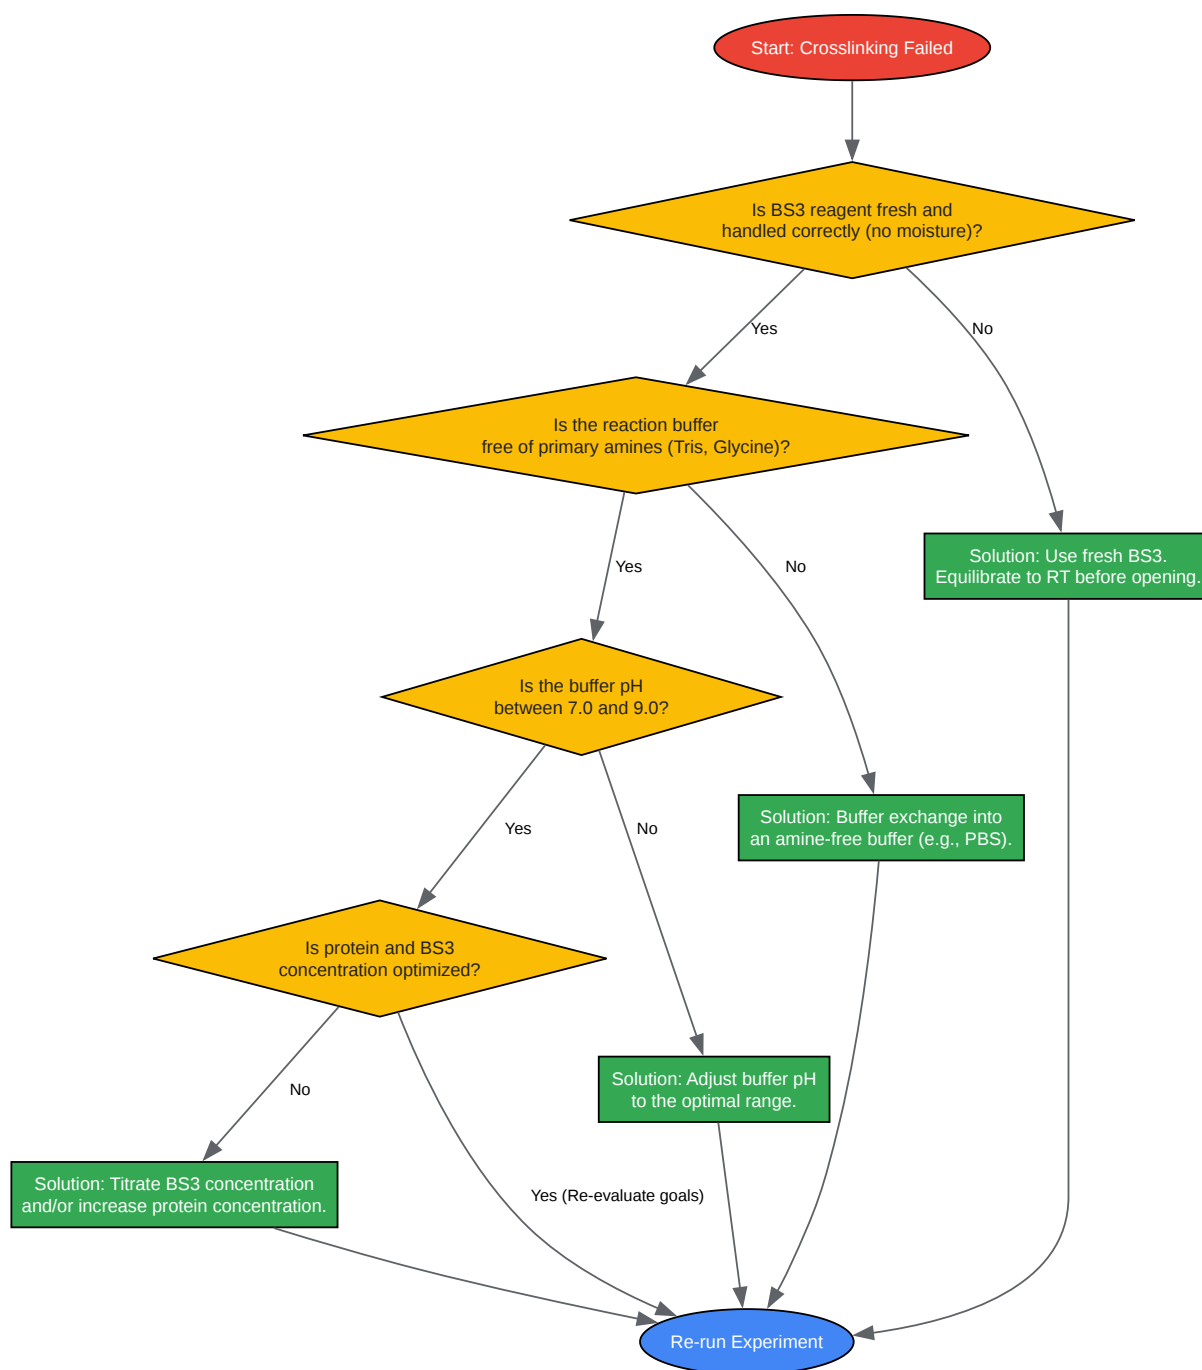 Start: Crosslinking Failed
Is BS3 reagent fresh and
handled correctly (no moisture)?
Yes
No
Is the reaction buffer
free of primary amines (Tris, Glycine)?
Yes
No
Solution: Use fresh BS3.
Equilibrate to RT before opening.
Is the buffer pH
between 7.0 and 9.0?
Yes
No
Solution: Buffer exchange into
an amine-free buffer (e.g., PBS).
Is protein and BS3
concentration optimized?
No
Yes (Re-evaluate goals)
Solution: Adjust buffer pH
to the optimal range.
Solution: Titrate BS3 concentration
and/or increase protein concentration.
Re-run Experiment